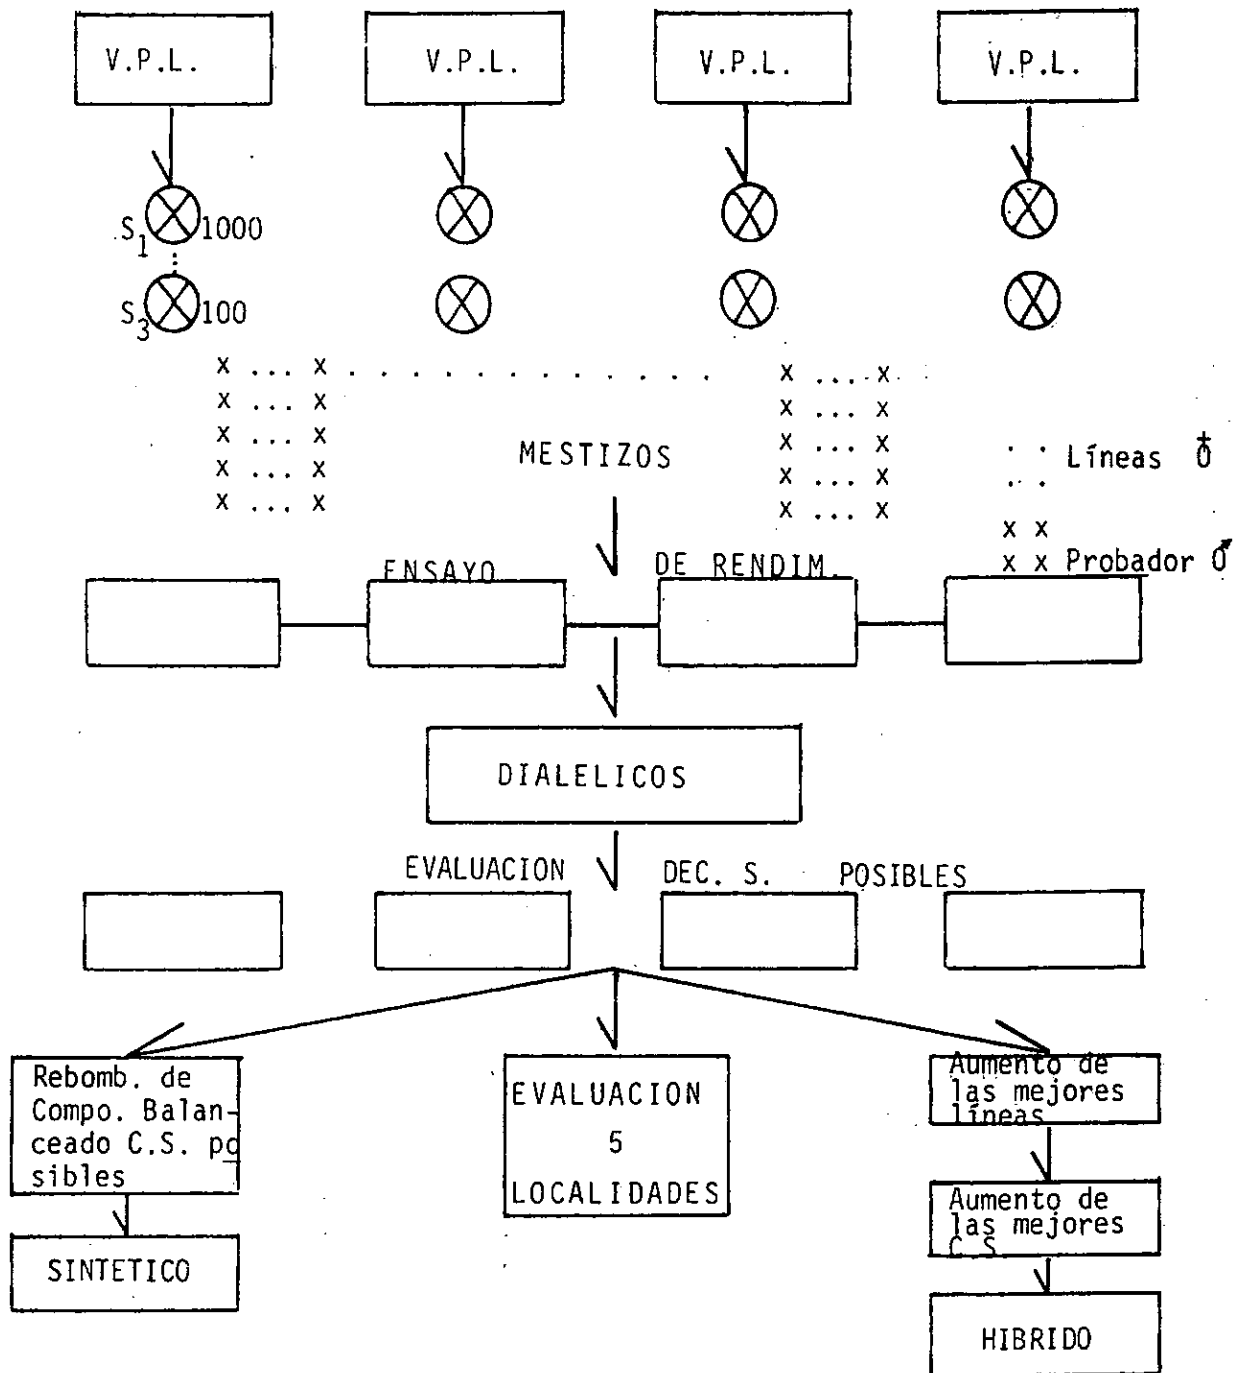 V.P.L. V.P.L. V.P.L. V.P.L.
S1 1000
S3 100
x ... x . . . . . . . . . . . . x ... x . .
x ... x x ... x
x ... x x ... x
x ... x x ... x
x ... x x ... x
MESTIZOS
. . Líneas ♀
. .
x x
x x Probador ♂
ENSAYO DE RENDIM.
DIALELICOS
EVALUACION DEC. S. POSIBLES
Rebomb. de
Compo. Balan-
ceado C.S. po
sibles
SINTETICO
EVALUACION
5
LOCALIDADES
Aumento de
las mejores
líneas
Aumento de
las mejores
C S
HIBRIDO